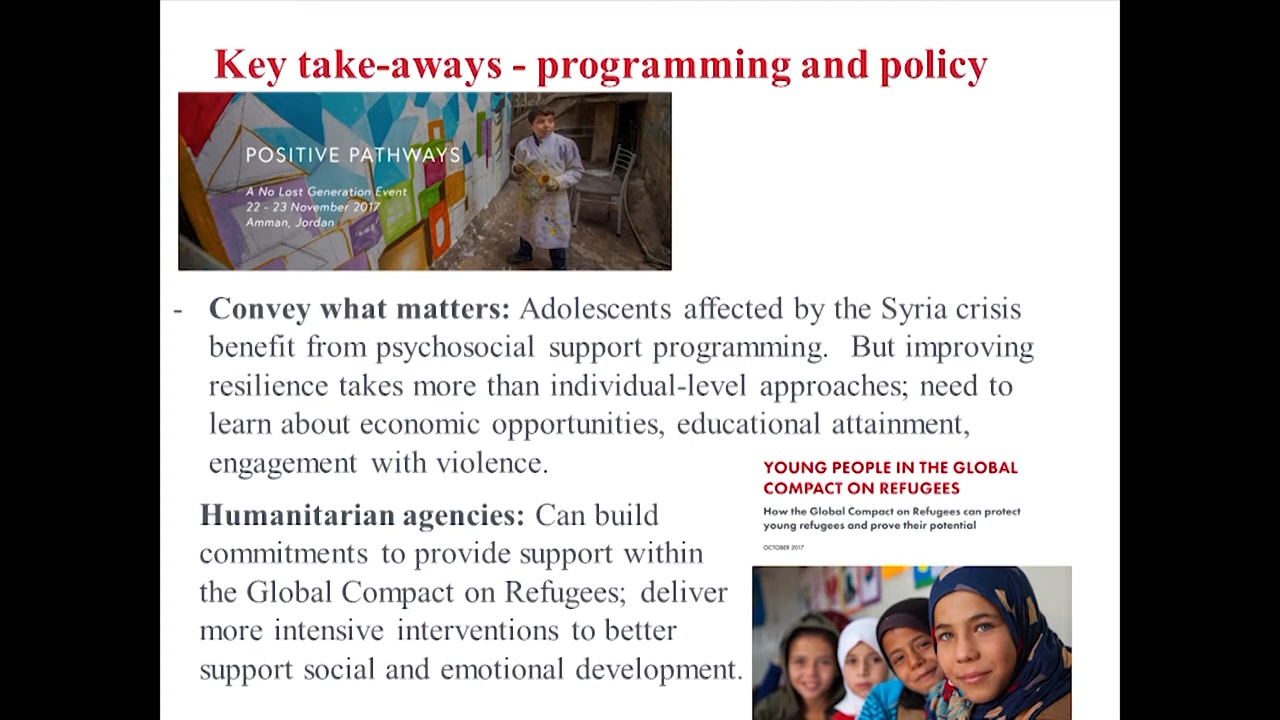 Key take-aways - programming and policy
POSITIVE PATHWAYS
A No Lost Generation Event
22 - 23 November 2017
Amman, Jordan
- Convey what matters: Adolescents affected by the Syria crisis
benefit from psychosocial support programming. But improving
resilience takes more than individual-level approaches; need to
learn about economic opportunities, educational attainment,
engagement with violence.
YOUNG PEOPLE IN THE GLOBAL
COMPACT ON REFUGEES
How the Global Compact on Refugees can protect
young refugees and prove their potential
OCTOBER 2017
Humanitarian agencies: Can build
commitments to provide support within
the Global Compact on Refugees; deliver
more intensive interventions to better
support social and emotional development.